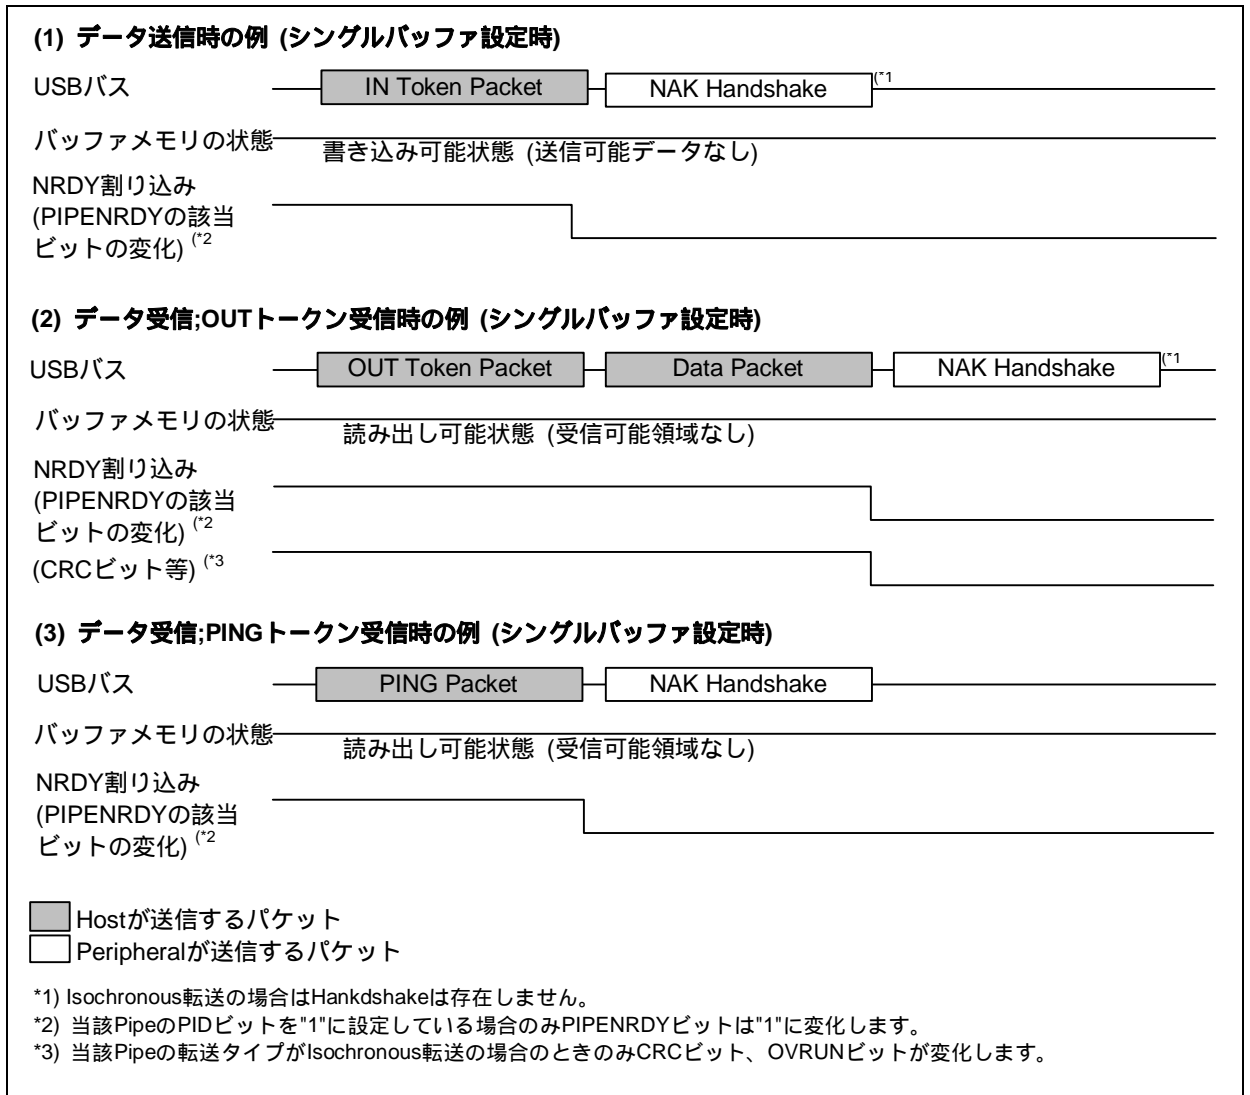 (1) データ送信時の例 (シングルバッファ設定時)
USBバス
IN Token Packet
NAK Handshake
(*1
バッファメモリの状態
書き込み可能状態 (送信可能データなし)
NRDY割り込み
(PIPENRDYの該当
ビットの変化) (*2
(2) データ受信;OUTトークン受信時の例 (シングルバッファ設定時)
USBバス
OUT Token Packet
Data Packet
NAK Handshake
(*1
バッファメモリの状態
読み出し可能状態 (受信可能領域なし)
NRDY割り込み
(PIPENRDYの該当
ビットの変化) (*2
(CRCビット等) (*3
(3) データ受信;PINGトークン受信時の例 (シングルバッファ設定時)
USBバス
PING Packet
NAK Handshake
バッファメモリの状態
読み出し可能状態 (受信可能領域なし)
NRDY割り込み
(PIPENRDYの該当
ビットの変化) (*2
Hostが送信するパケット
Peripheralが送信するパケット
*1) Isochronous転送の場合はHankdshakeは存在しません。
*2) 当該PipeのPIDビットを"1"に設定している場合のみPIPENRDYビットは"1"に変化します。
*3) 当該Pipeの転送タイプがIsochronous転送の場合のときのみCRCビット、OVRUNビットが変化します。